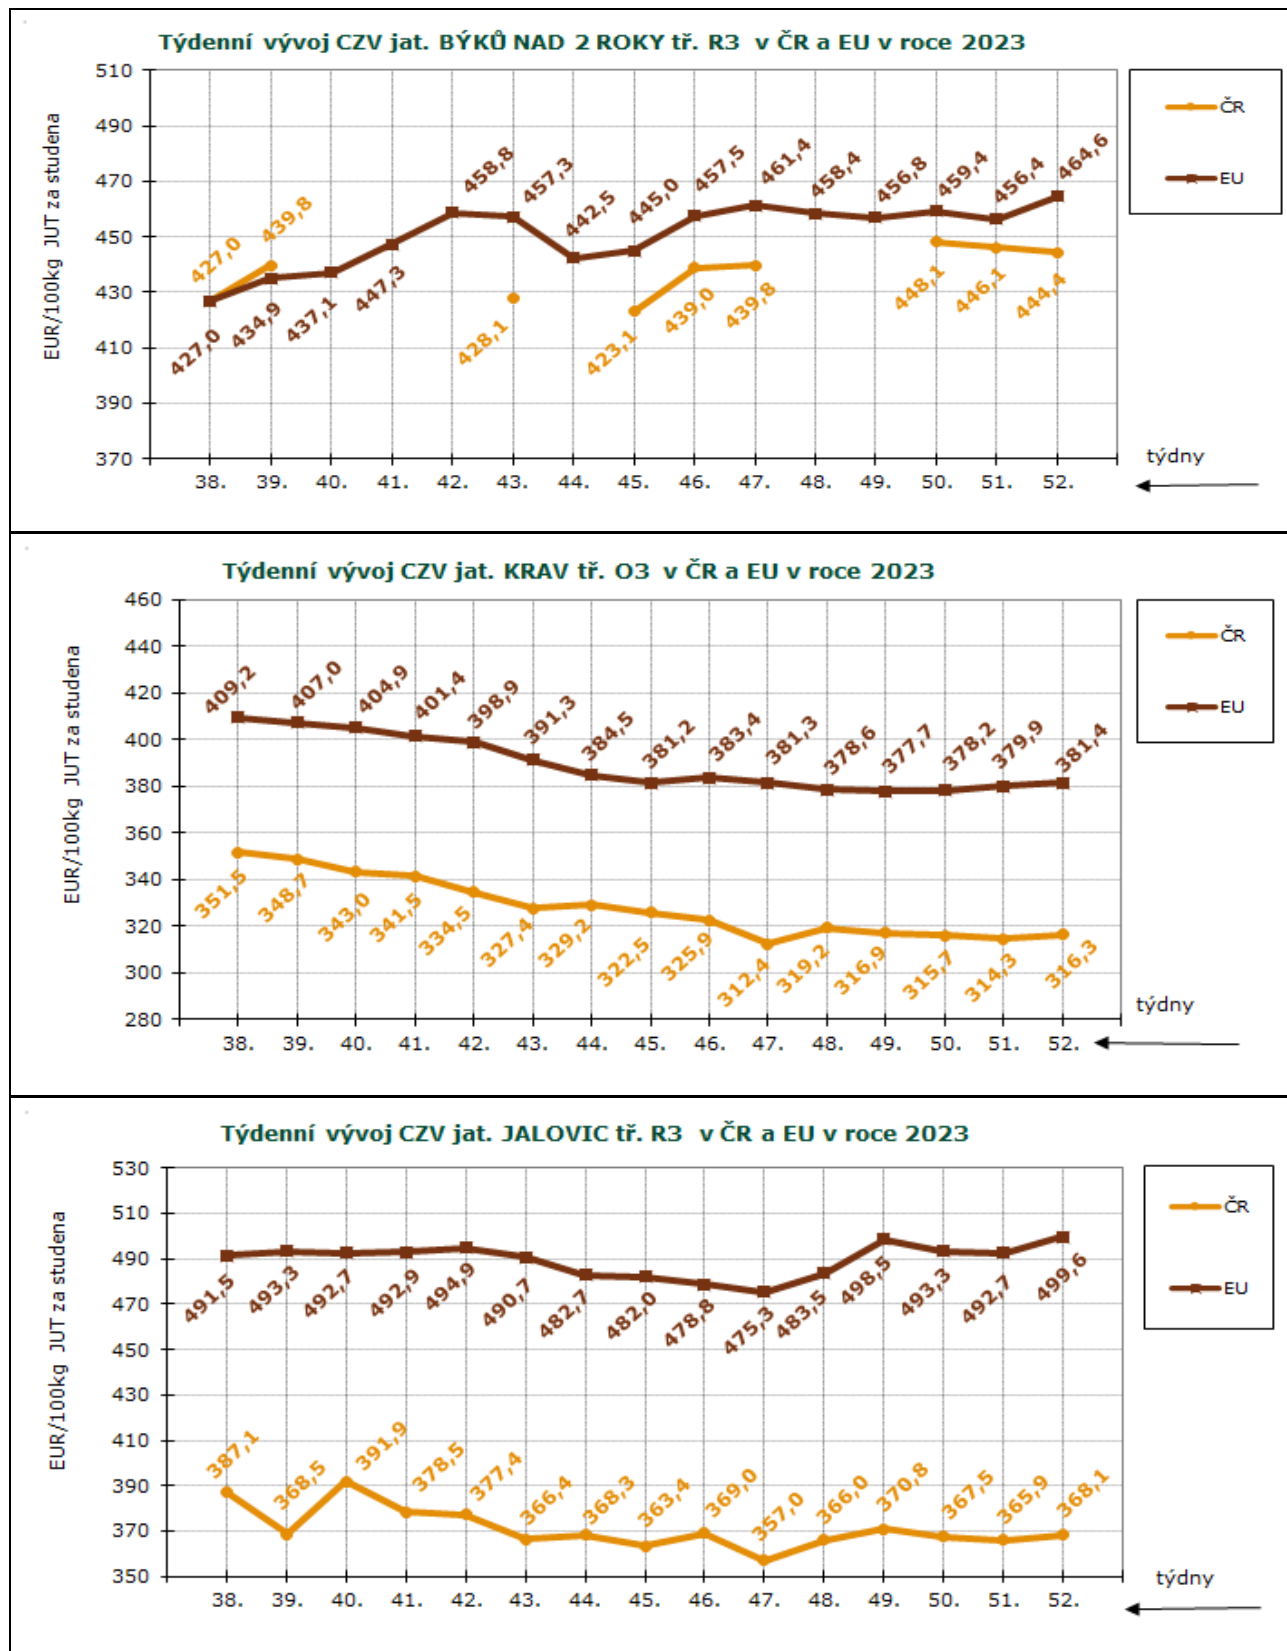 Týdenní vývoj CZV jat. BÝKŮ NAD 2 ROKY tř. R3 v ČR a EU v roce 2023
EUR/100kg JUT za studena
510
490
470
450
430
410
390
370
427,0 439,8 428,1 423,1 439,0 439,8 448,1 446,1 444,4
427,0 434,9 437,1 447,3 458,8 457,3 442,5 445,0 457,5 461,4 458,4 456,8 459,4 456,4 464,6
38. 39. 40. 41. 42. 43. 44. 45. 46. 47. 48. 49. 50. 51. 52.
týdny
ČR
EU
Týdenní vývoj CZV jat. KRAV tř. O3 v ČR a EU v roce 2023
EUR/100kg JUT za studena
460
440
420
400
380
360
340
320
300
280
409,2 407,0 404,9 401,4 398,9 391,3 384,5 381,2 383,4 381,3 378,6 377,7 378,2 379,9 381,4
351,5 348,7 343,0 341,5 334,5 327,4 329,2 322,5 325,9 312,4 319,2 316,9 315,7 314,3 316,3
38. 39. 40. 41. 42. 43. 44. 45. 46. 47. 48. 49. 50. 51. 52.
týdny
ČR
EU
Týdenní vývoj CZV jat. JALOVIC tř. R3 v ČR a EU v roce 2023
EUR/100kg JUT za studena
530
510
490
470
450
430
410
390
370
350
491,5 493,3 492,7 492,9 494,9 490,7 482,7 482,0 478,8 475,3 483,5 498,5 493,3 492,7 499,6
387,1 368,5 391,9 378,5 377,4 366,4 368,3 363,4 369,0 357,0 366,0 370,8 367,5 365,9 368,1
38. 39. 40. 41. 42. 43. 44. 45. 46. 47. 48. 49. 50. 51. 52.
týdny
ČR
EU